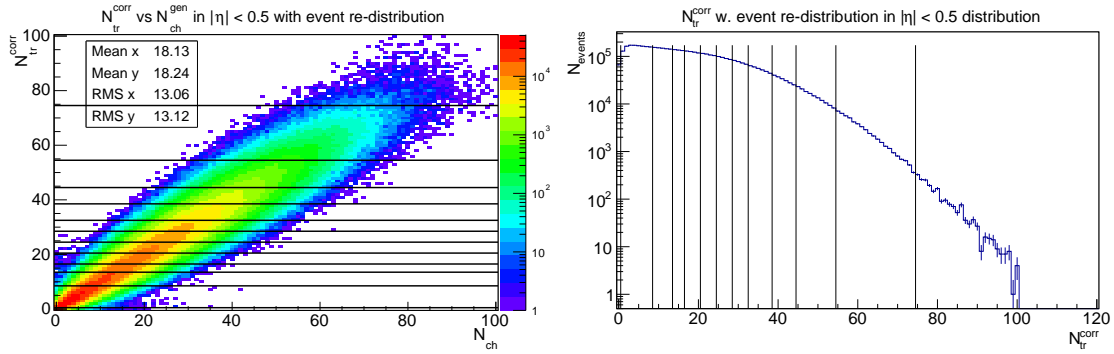 N_tr^corr vs N_ch^gen in |η| < 0.5 with event re-distribution
N_tr^corr
100
80
60
40
20
0
Mean x 18.13
Mean y 18.24
RMS x 13.06
RMS y 13.12
10^4
10^3
10^2
10
1
0 20 40 60 80 100
N_ch
N_tr^corr w. event re-distribution in |η| < 0.5 distribution
N_events
10^5
10^4
10^3
10^2
10
1
0 20 40 60 80 100 120
N_tr^corr